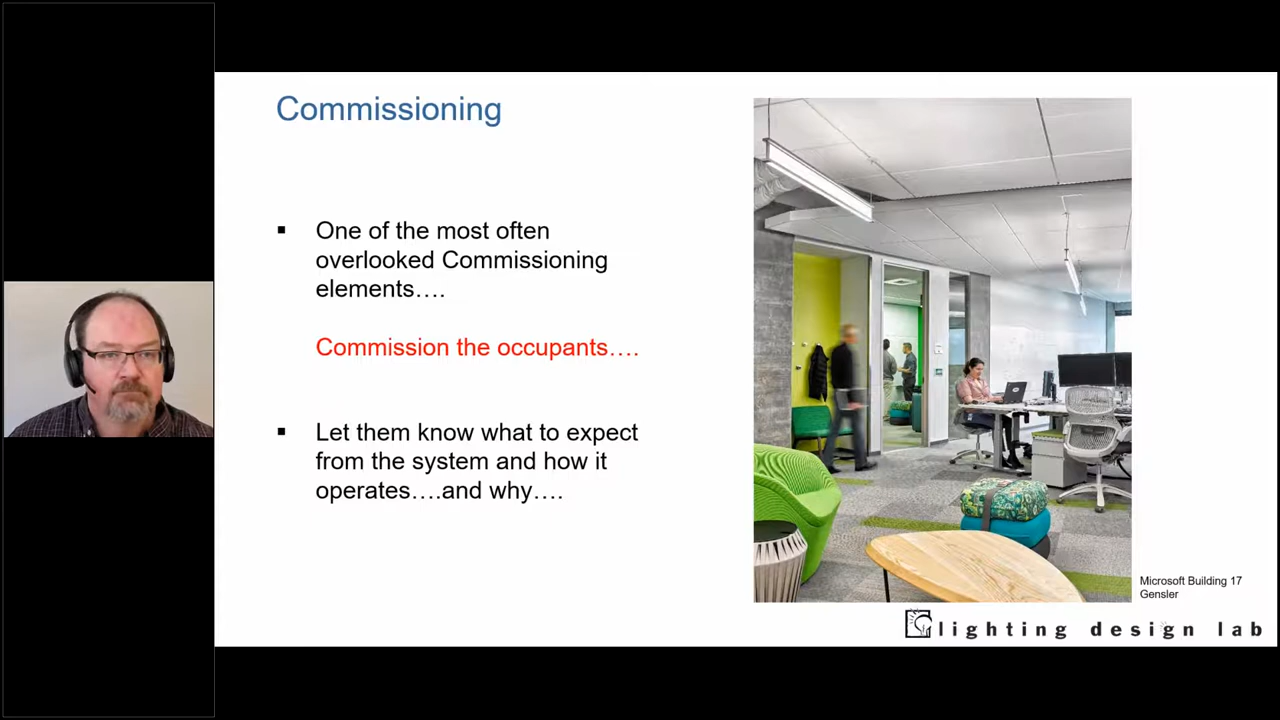 Commissioning
▪ One of the most often
overlooked Commissioning
elements….
Commission the occupants….
▪ Let them know what to expect
from the system and how it
operates….and why….
Microsoft Building 17
Gensler
lighting design lab